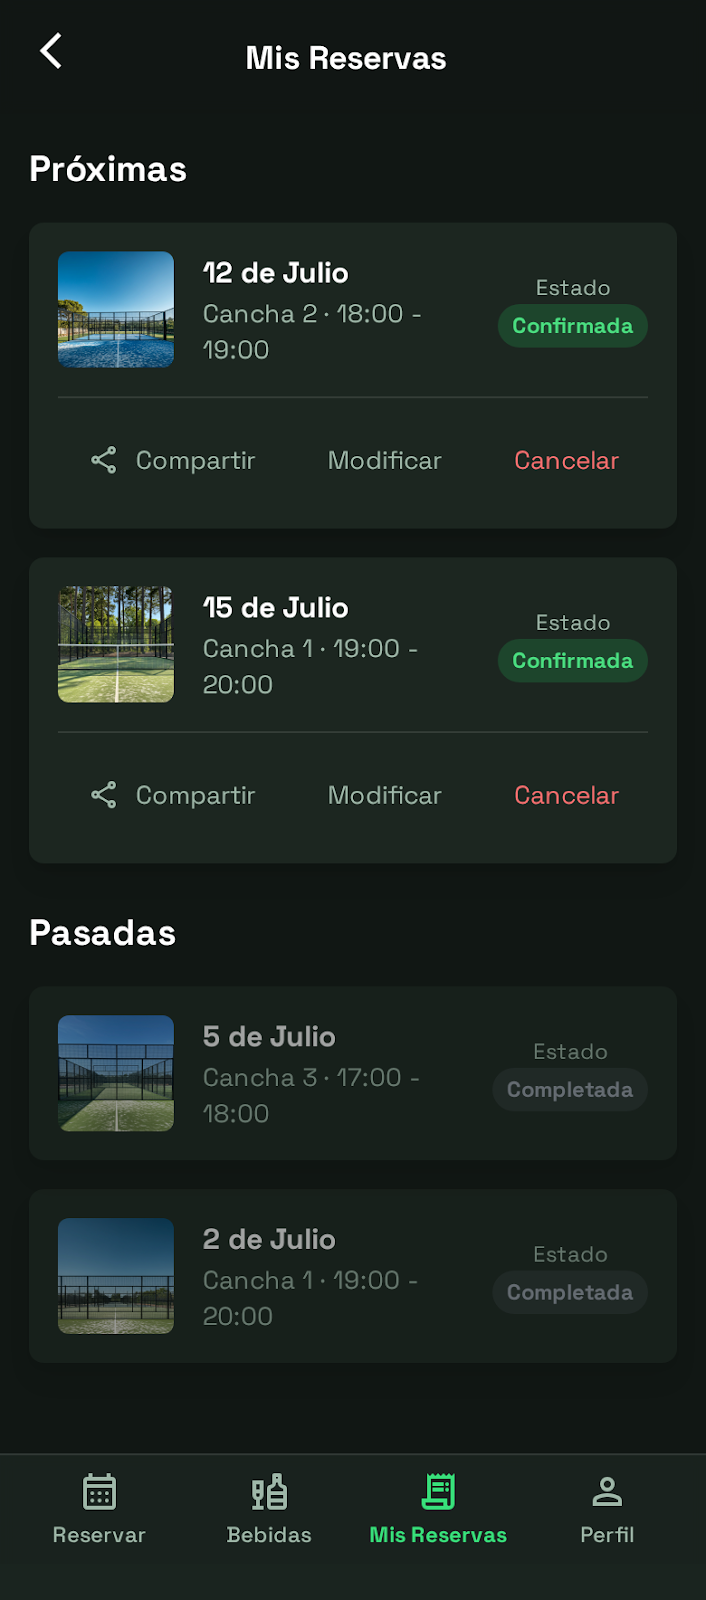 Mis Reservas
Próximas
12 de Julio
Cancha 2 · 18:00 -
19:00
Estado
Confirmada
Compartir
Modificar
Cancelar
15 de Julio
Cancha 1 · 19:00 -
20:00
Estado
Confirmada
Compartir
Modificar
Cancelar
Pasadas
5 de Julio
Cancha 3 · 17:00 -
18:00
Estado
Completada
2 de Julio
Cancha 1 · 19:00 -
20:00
Estado
Completada
Reservar
Bebidas
Mis Reservas
Perfil